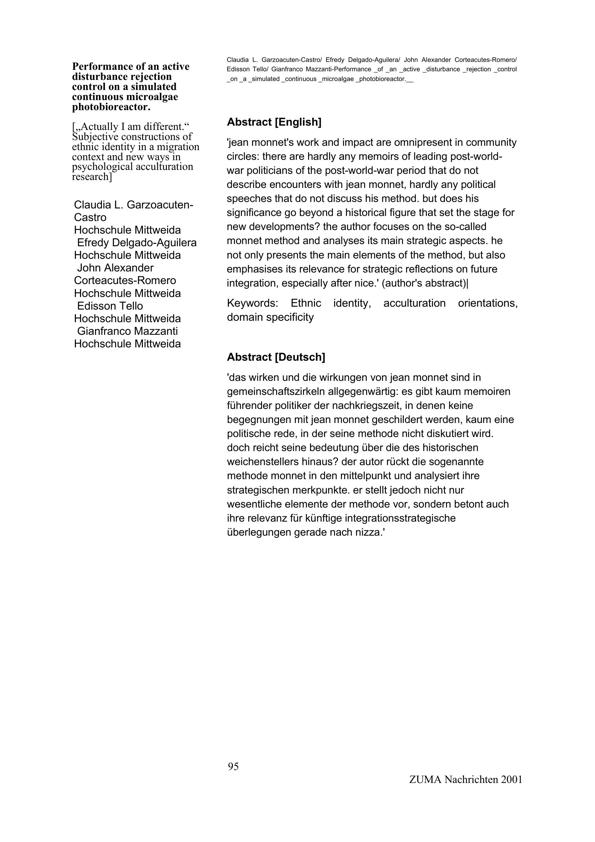 Performance of an active
disturbance rejection
control on a simulated
continuous microalgae
photobioreactor.
[„Actually I am different.“
Subjective constructions of
ethnic identity in a migration
context and new ways in
psychological acculturation
research]
Claudia L. Garzoacuten-
Castro
Hochschule Mittweida
Efredy Delgado-Aguilera
Hochschule Mittweida
John Alexander
Corteacutes-Romero
Hochschule Mittweida
Edisson Tello
Hochschule Mittweida
Gianfranco Mazzanti
Hochschule Mittweida
Claudia L. Garzoacuten-Castro/ Efredy Delgado-Aguilera/ John Alexander Corteacutes-Romero/
Edisson Tello/ Gianfranco Mazzanti-Performance _of _an _active _disturbance _rejection _control
_on _a _simulated _continuous _microalgae _photobioreactor.__
Abstract [English]
'jean monnet's work and impact are omnipresent in community
circles: there are hardly any memoirs of leading post-world-
war politicians of the post-world-war period that do not
describe encounters with jean monnet, hardly any political
speeches that do not discuss his method. but does his
significance go beyond a historical figure that set the stage for
new developments? the author focuses on the so-called
monnet method and analyses its main strategic aspects. he
not only presents the main elements of the method, but also
emphasises its relevance for strategic reflections on future
integration, especially after nice.' (author's abstract)|
Keywords: Ethnic identity, acculturation orientations,
domain specificity
Abstract [Deutsch]
'das wirken und die wirkungen von jean monnet sind in
gemeinschaftszirkeln allgegenwärtig: es gibt kaum memoiren
führender politiker der nachkriegszeit, in denen keine
begegnungen mit jean monnet geschildert werden, kaum eine
politische rede, in der seine methode nicht diskutiert wird.
doch reicht seine bedeutung über die des historischen
weichenstellers hinaus? der autor rückt die sogenannte
methode monnet in den mittelpunkt und analysiert ihre
strategischen merkpunkte. er stellt jedoch nicht nur
wesentliche elemente der methode vor, sondern betont auch
ihre relevanz für künftige integrationsstrategische
überlegungen gerade nach nizza.'
95
ZUMA Nachrichten 2001